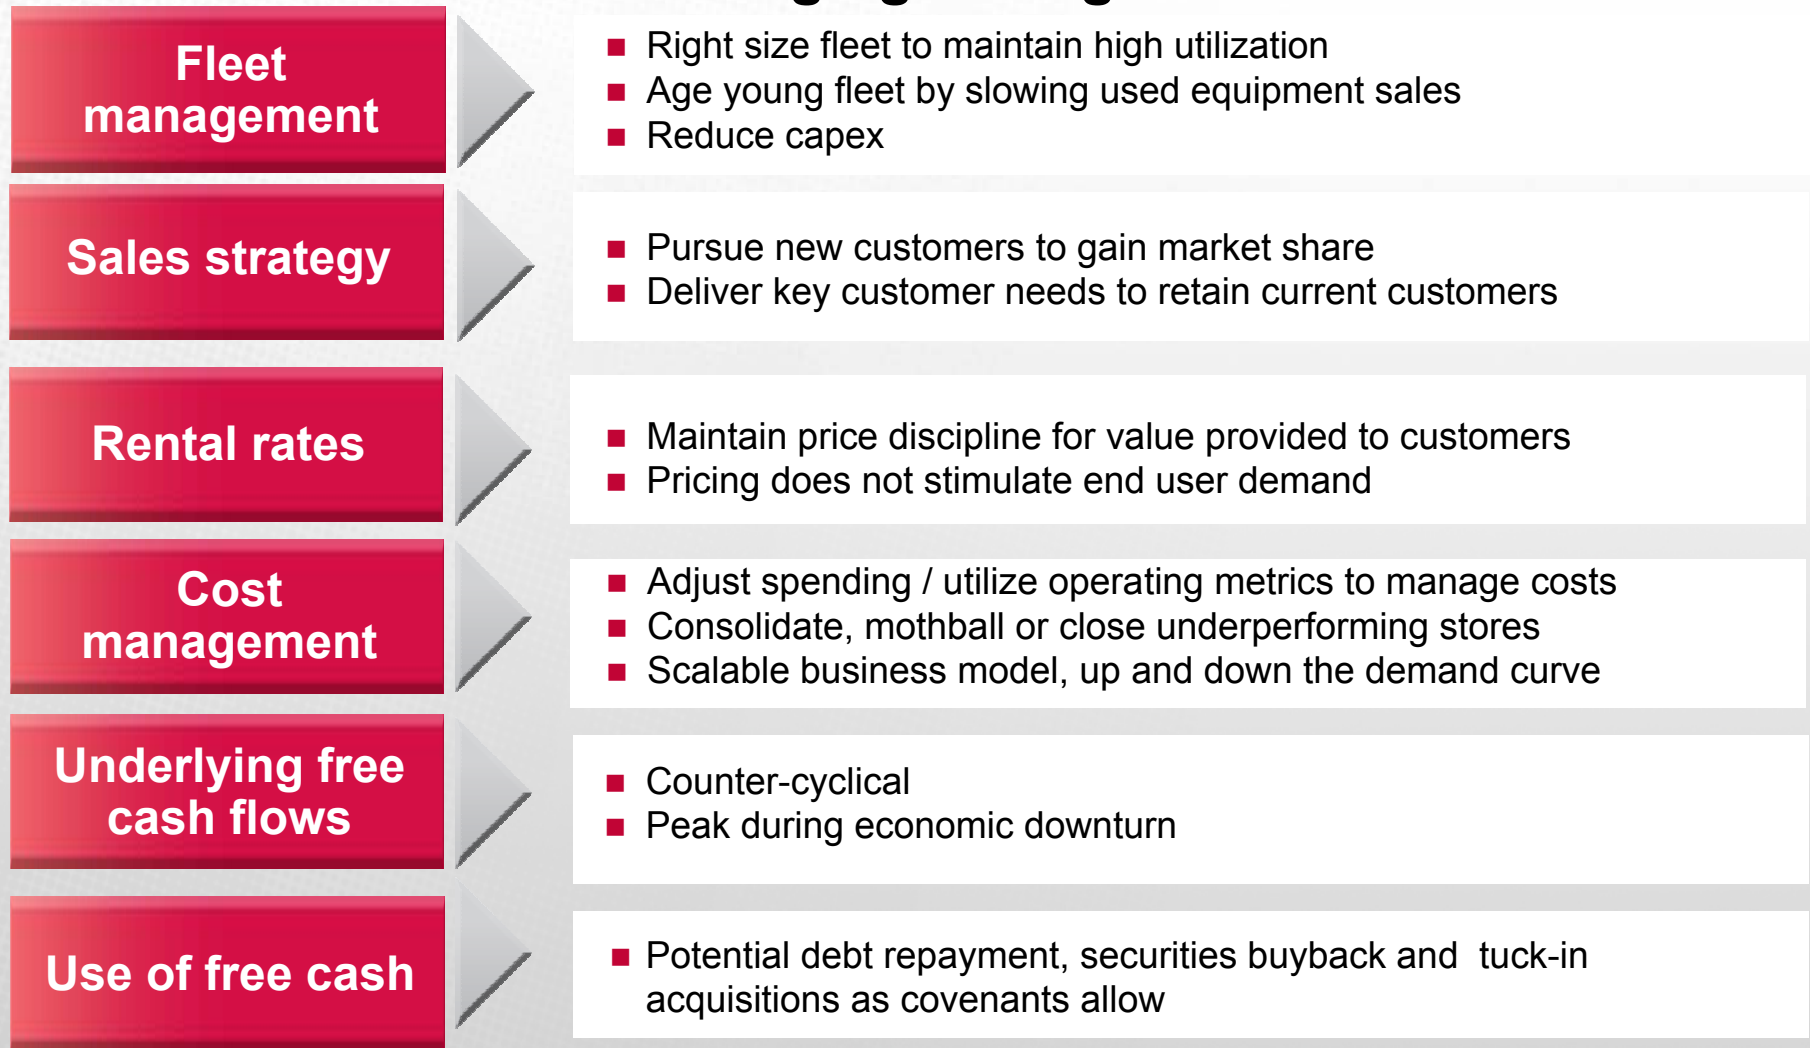 Fleet
management
■ Right size fleet to maintain high utilization
■ Age young fleet by slowing used equipment sales
■ Reduce capex
Sales strategy
■ Pursue new customers to gain market share
■ Deliver key customer needs to retain current customers
Rental rates
■ Maintain price discipline for value provided to customers
■ Pricing does not stimulate end user demand
Cost
management
■ Adjust spending / utilize operating metrics to manage costs
■ Consolidate, mothball or close underperforming stores
■ Scalable business model, up and down the demand curve
Underlying free
cash flows
■ Counter-cyclical
■ Peak during economic downturn
Use of free cash
■ Potential debt repayment, securities buyback and tuck-in
acquisitions as covenants allow